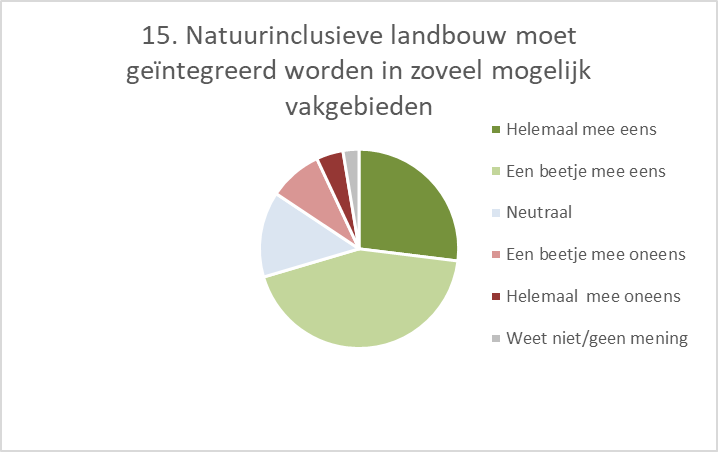 15. Natuurinclusieve landbouw moet
geïntegreerd worden in zoveel mogelijk
vakgebieden
Helemaal mee eens
Een beetje mee eens
Neutraal
Een beetje mee oneens
Helemaal  mee oneens
Weet niet/geen mening